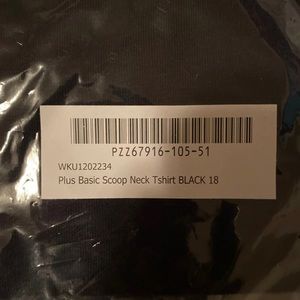 PZZ67916-105-51
WKU1202234
Plus Basic Scoop Neck Tshirt BLACK 18